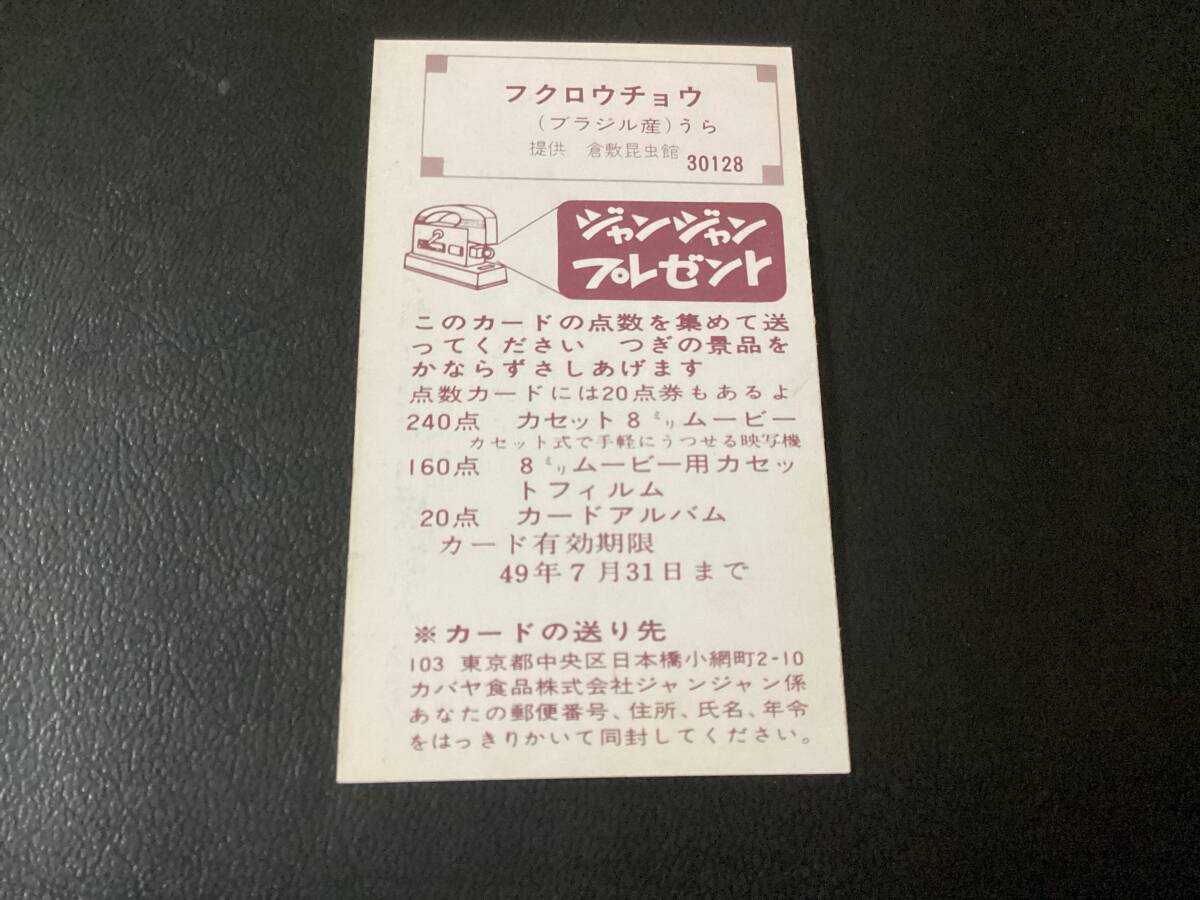 フクロウチョウ
(ブラジル産)うら
提供 倉敷昆虫館 30128
ジャンジャン
プレゼント
このカードの点数を集めて送
ってください つぎの景品を
かならずさしあげます
点数カードには20点券もあるよ
240点 カセット8ミリムービー
カセット式で手軽にうつせる映写機
160点 8ミリムービー用カセッ
トフィルム
20点 カードアルバム
カード有効期限
49年7月31日まで
※カードの送り先
103 東京都中央区日本橋小網町2-10
カバヤ食品株式会社ジャンジャン係
あなたの郵便番号、住所、氏名、年令
をはっきりかいて同封してください。